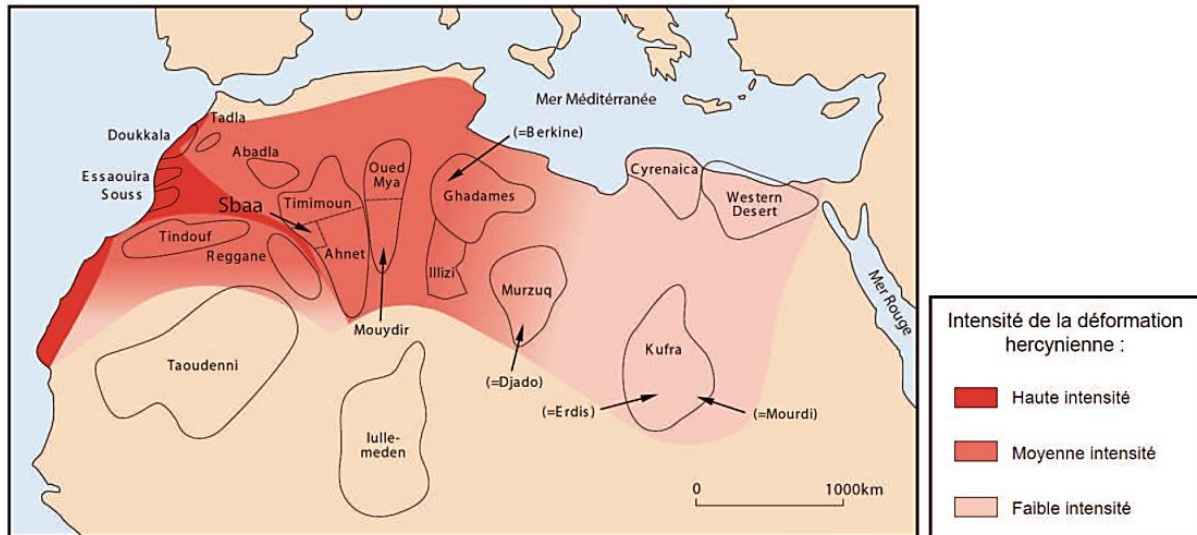 Mer Méditérranée
Tadla
Doukkala
(=Berkine)
Abadla
Essaouira
Souss
Oued
Mya
Cyrenaica
Western
Desert
Sbaa
Timimoun
Ghadames
Tindouf
Reggane
Ahnet
Illizi
Murzuq
Mer Rouge
Mouydir
Kufra
Taoudenni
(=Djado)
(=Erdis)
(=Mourdi)
Iulle-
meden
0
1000km
Intensité de la déformation
hercynienne :
Haute intensité
Moyenne intensité
Faible intensité